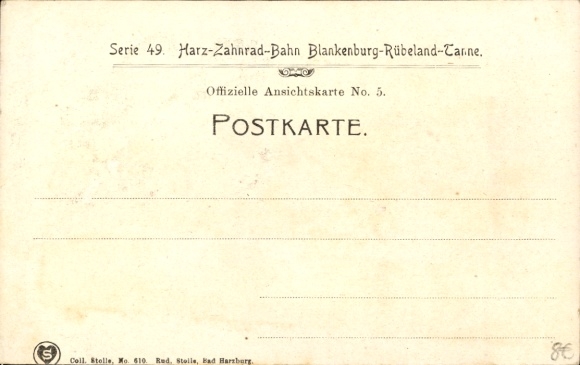 Serie 49. Harz-Zahnrad-Bahn Blankenburg-Rübeland-Tanne.
Offizielle Ansichtskarte No. 5.
POSTKARTE.
S
Coll. Stolle, No. 610. Rud. Stolle, Bad Harzburg.
8€